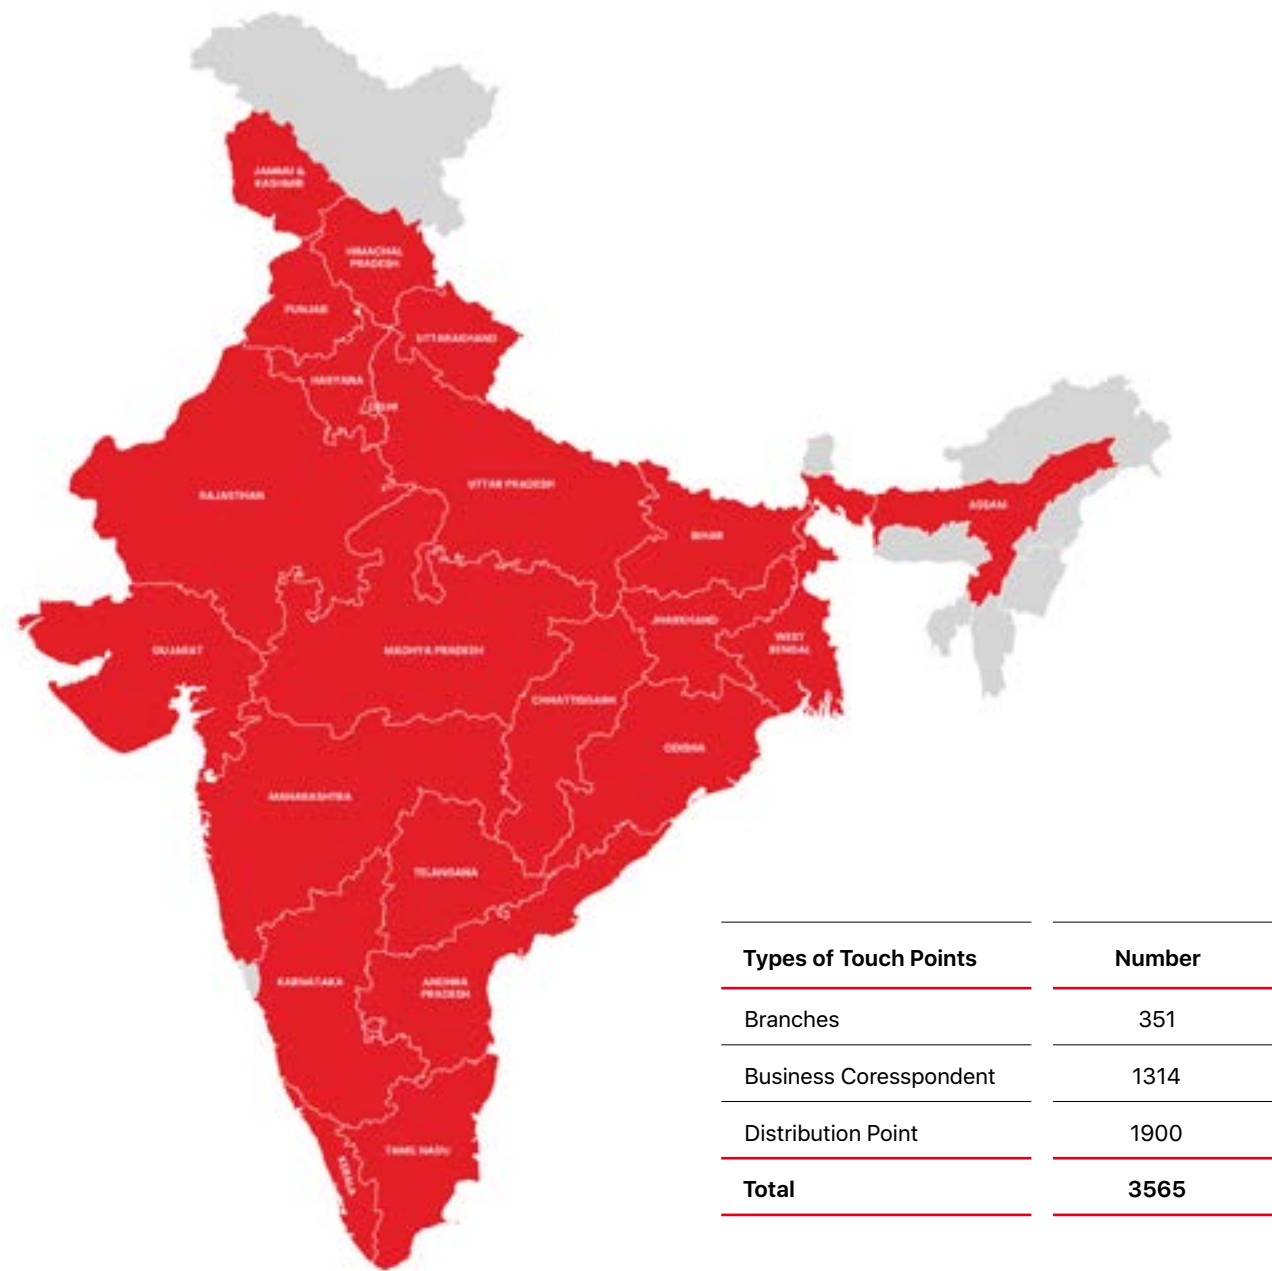 JAMMU &
KASHMIR
HIMACHAL
PRADESH
PUNJAB
UTTARAKHAND
HARYANA
DELHI
RAJASTHAN
UTTAR PRADESH
ASSAM
BIHAR
JHARKHAND
GUJARAT
MADHYA PRADESH
WEST
BENGAL
CHHATTISGARH
ODISHA
MAHARASHTRA
TELANGANA
KARNATAKA
ANDHRA
PRADESH
TAMIL NADU
KERALA
Types of Touch Points Number
Branches 351
Business Coresspondent 1314
Distribution Point 1900
Total 3565